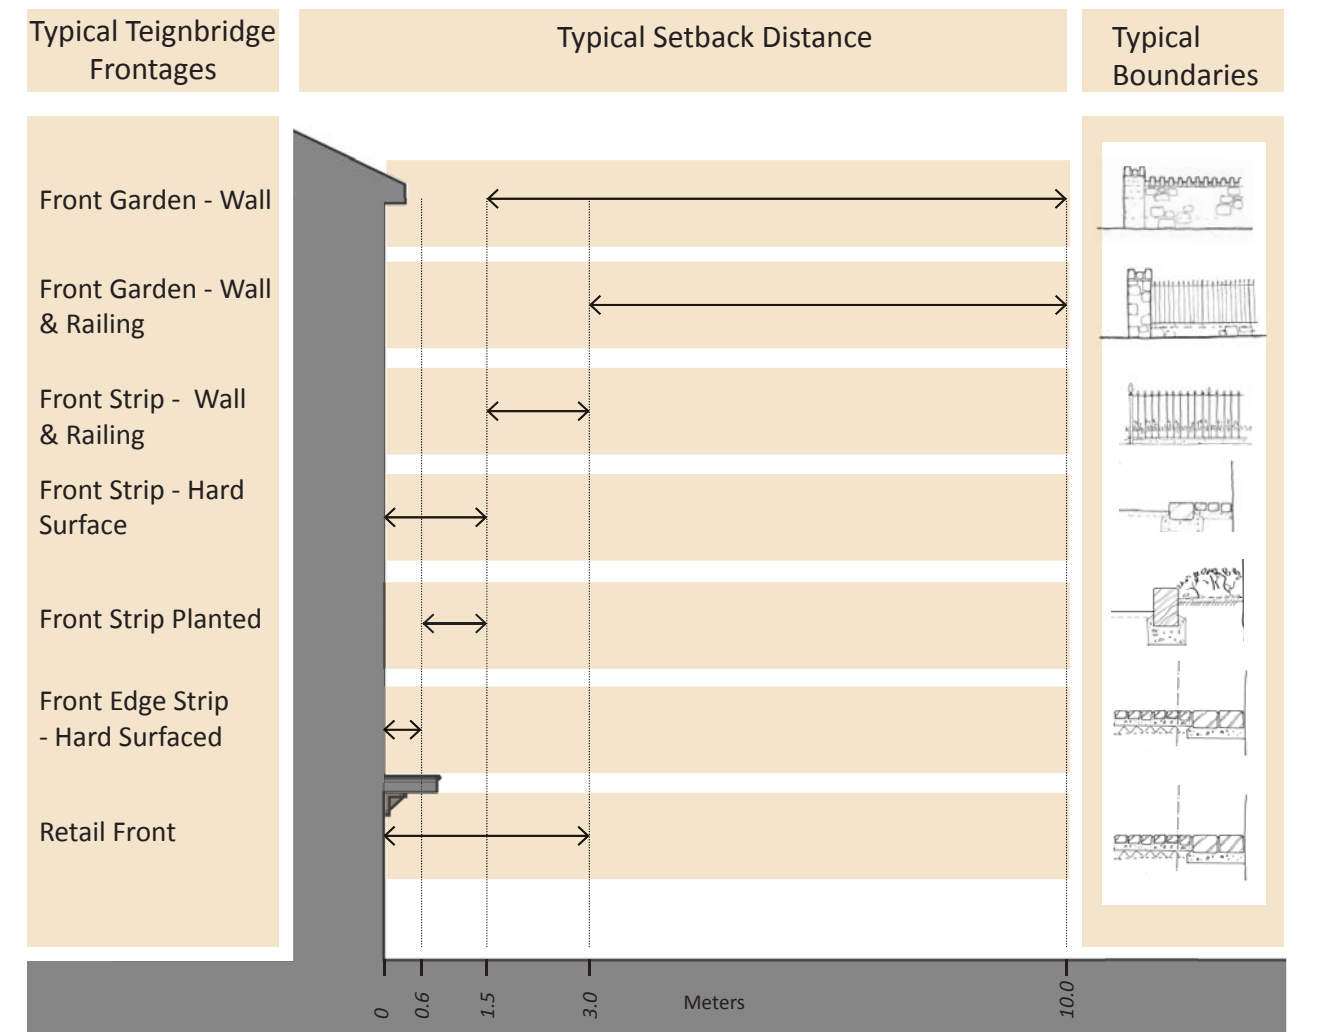 Typical Teignbridge
Frontages
Typical Setback Distance
Typical
Boundaries
Front Garden - Wall
Front Garden - Wall
& Railing
Front Strip -  Wall
& Railing
Front Strip - Hard
Surface
Front Strip Planted
Front Edge Strip
- Hard Surfaced
Retail Front
0
0.6
1.5
3.0
Meters
10.0